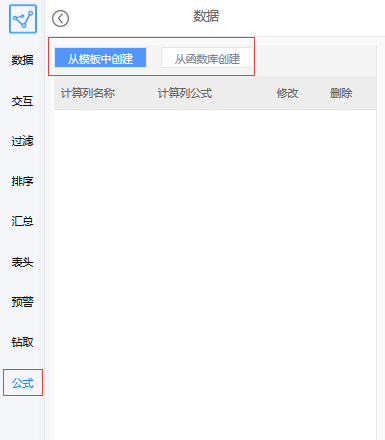 数据
数据
交互
过滤
排序
汇总
表头
预警
钻取
公式
从模板中创建 从函数库创建
计算列名称 计算列公式 修改 删除